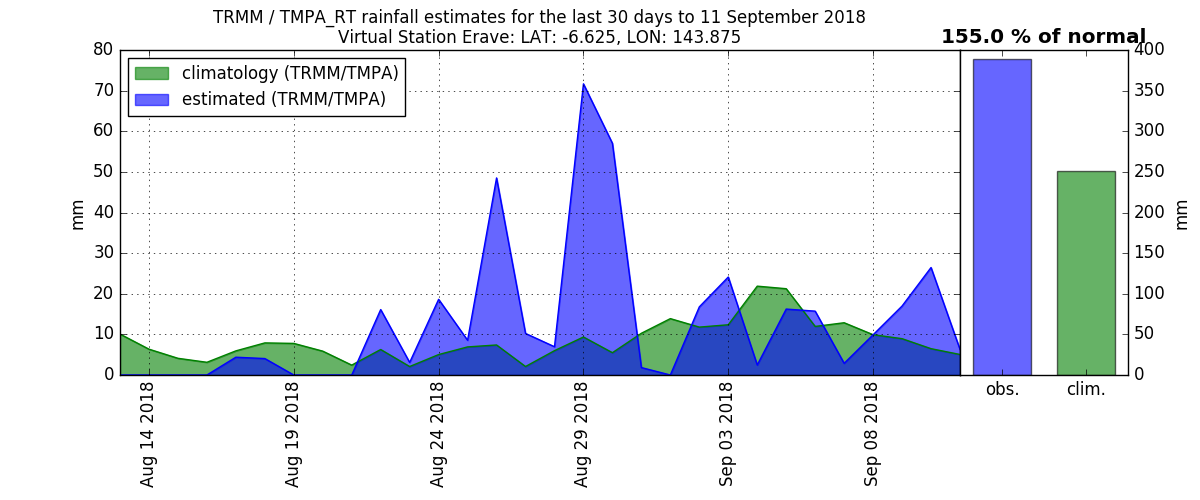 TRMM / TMPA_RT rainfall estimates for the last 30 days to 11 September 2018
Virtual Station Erave: LAT: -6.625, LON: 143.875
155.0 % of normal
climatology (TRMM/TMPA)
estimated (TRMM/TMPA)
mm
80
70
60
50
40
30
20
10
0
Aug 14 2018
Aug 19 2018
Aug 24 2018
Aug 29 2018
Sep 03 2018
Sep 08 2018
400
350
300
250
200
150
100
50
0
mm
obs.
clim.